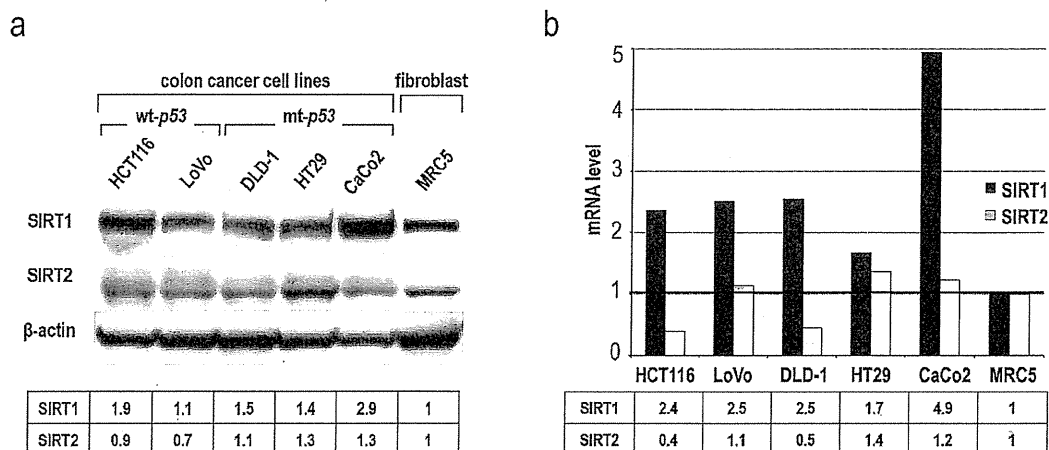 a
colon cancer cell lines
fibroblast
wt-p53
mt-p53
HCT116
LoVo
DLD-1
HT29
CaCo2
MRC5
SIRT1
SIRT2
β-actin
SIRT1 1.9 1.1 1.5 1.4 2.9 1
SIRT2 0.9 0.7 1.1 1.3 1.3 1
b
mRNA level
5
4
3
2
1
0
SIRT1
SIRT2
HCT116 LoVo DLD-1 HT29 CaCo2 MRC5
SIRT1 2.4 2.5 2.5 1.7 4.9 1
SIRT2 0.4 1.1 0.5 1.4 1.2 1